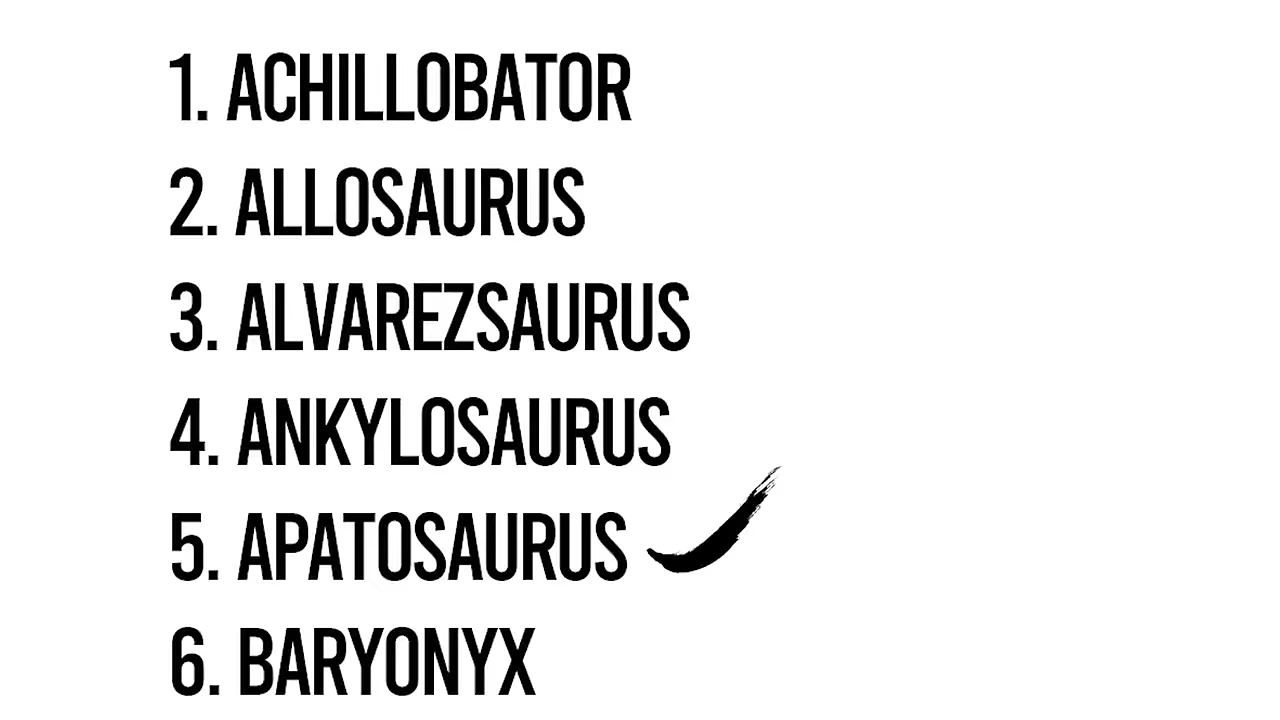 1. ACHILLOBATOR
2. ALLOSAURUS
3. ALVAREZSAURUS
4. ANKYLOSAURUS
5. APATOSAURUS
6. BARYONYX